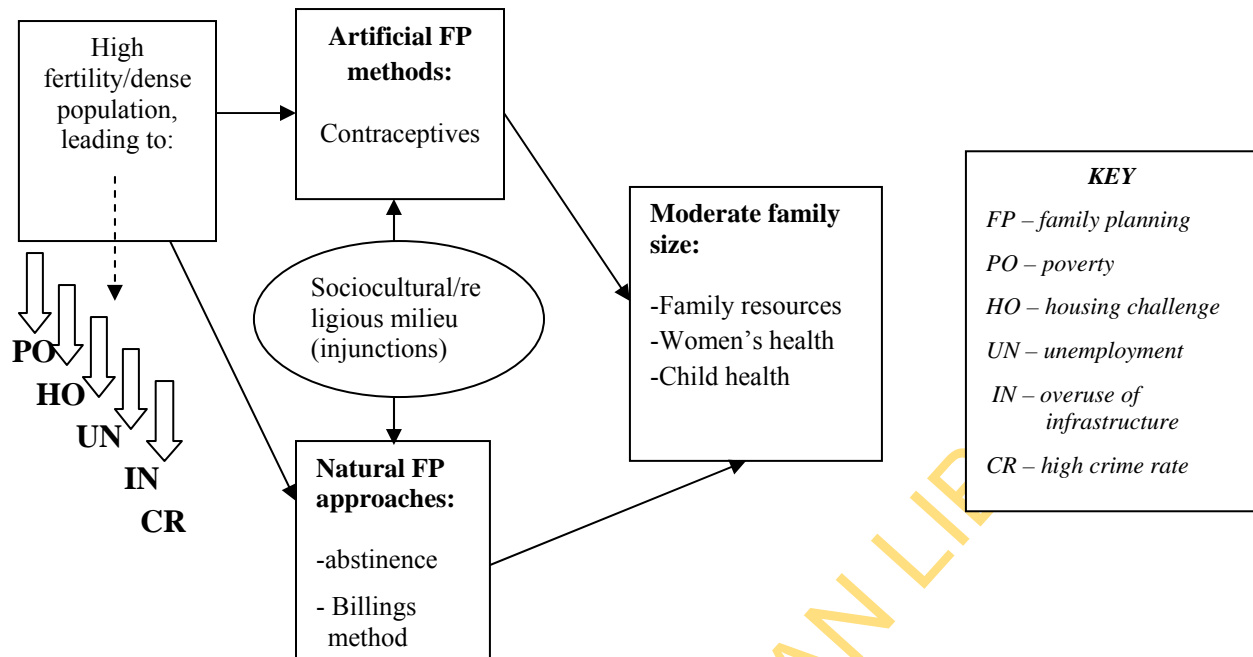 High
fertility/dense
population,
leading to:
PO
HO
UN
IN
CR
Artificial FP
methods:
Contraceptives
Sociocultural/re
ligious milieu
(injunctions)
Natural FP
approaches:
-abstinence
- Billings
method
Moderate family
size:
-Family resources
-Women’s health
-Child health
KEY
FP – family planning
PO – poverty
HO – housing challenge
UN – unemployment
IN – overuse of
infrastructure
CR – high crime rate
AN LIB